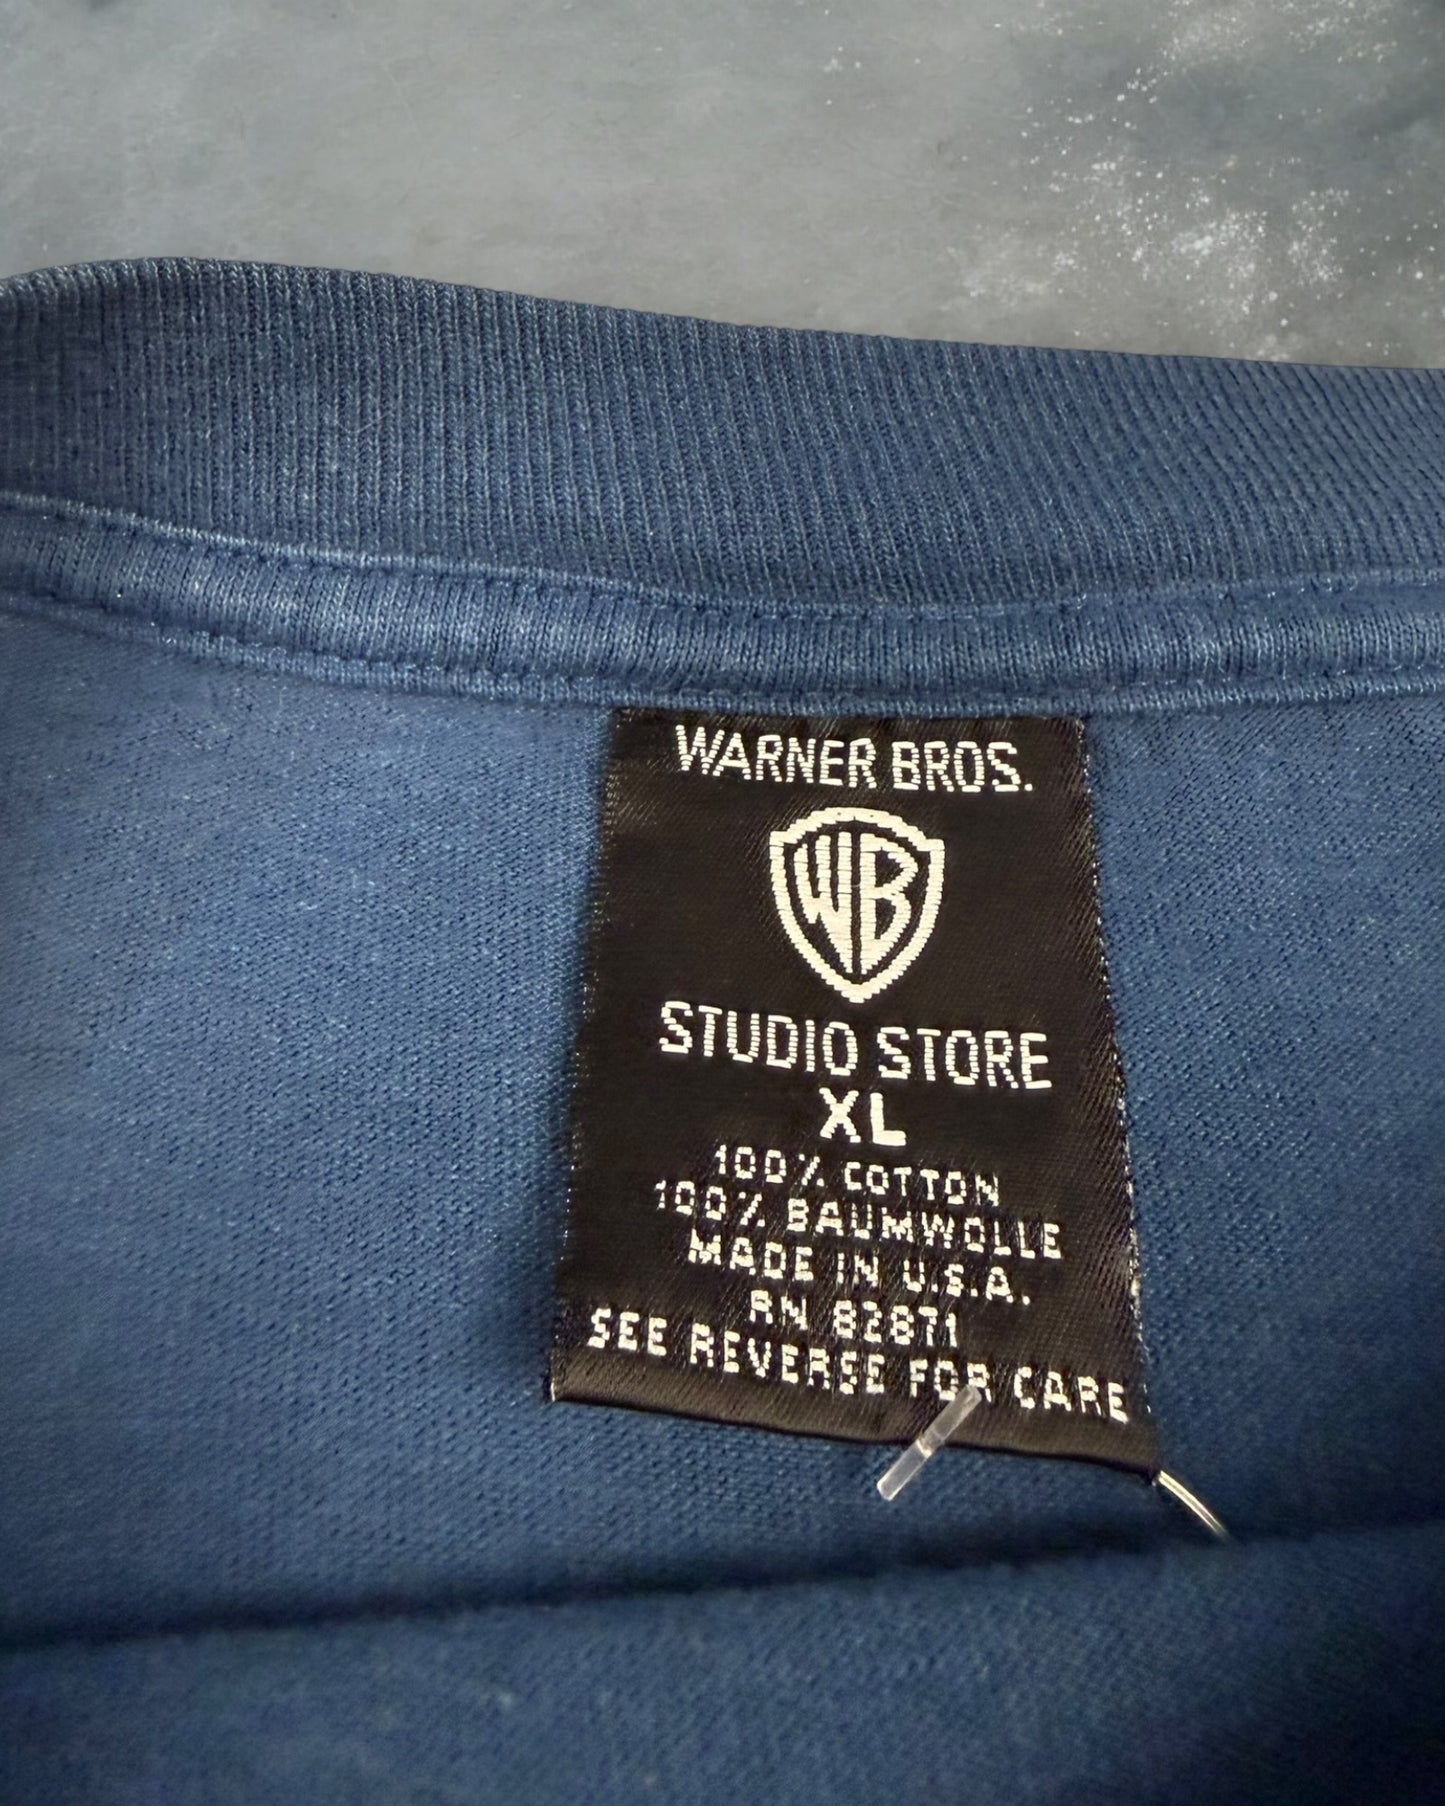 WARNER BROS.
WB
STUDIO STORE
XL
100% COTTON
100% BAUMWOLLE
MADE IN U.S.A.
RN 82871
SEE REVERSE FOR CARE